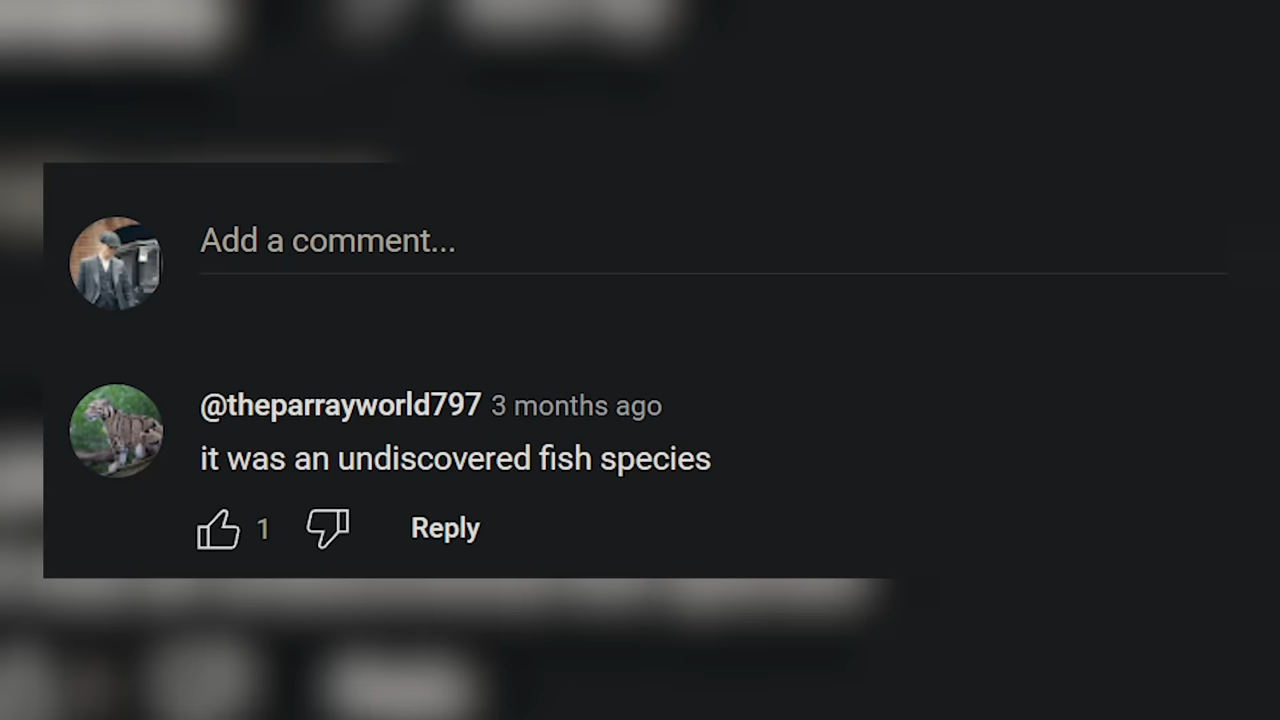 Add a comment...
@theparrayworld797 3 months ago
it was an undiscovered fish species
1 Reply